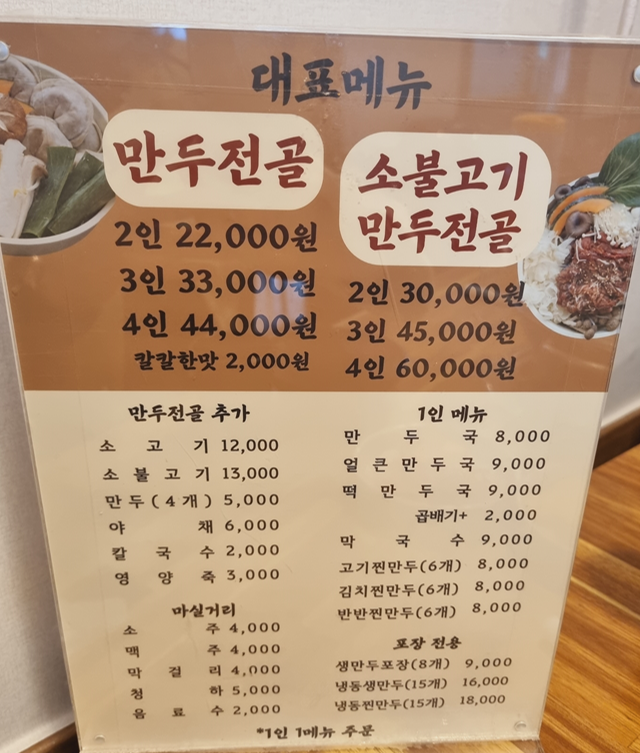 대표메뉴
만두전골
2인 22,000원
3인 33,000원
4인 44,000원
칼칼한맛 2,000원
소불고기
만두전골
2인 30,000원
3인 45,000원
4인 60,000원
만두전골 추가
소고기 12,000
소불고기 13,000
만두(4개) 5,000
야채 6,000
칼국수 2,000
영양죽 3,000
마실거리
소주 4,000
맥주 4,000
막걸리 4,000
청하 5,000
음료수 2,000
1인 메뉴
만두국 8,000
얼큰만두국 9,000
떡만두국 9,000
곱배기+ 2,000
막국수 9,000
고기찐만두(6개) 8,000
김치찐만두(6개) 8,000
반반찐만두(6개) 8,000
포장 전용
생만두포장(8개) 9,000
냉동생만두(15개) 16,000
냉동찐만두(15개) 18,000
*1인 1메뉴 주문